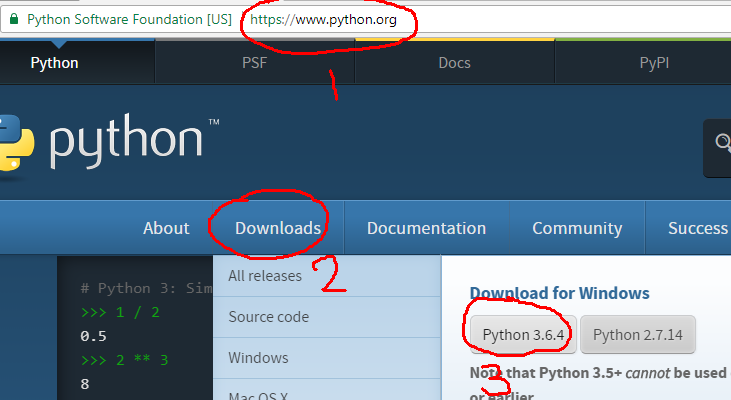 Python Software Foundation [US] https://www.python.org
Python PSF Docs PyPI
1
python™
About Downloads Documentation Community Success
2
All releases
# Python 3: Sim
Download for Windows
>>> 1 / 2
Source code
0.5
Python 3.6.4 Python 2.7.14
>>> 2 ** 3
Windows
8
Note that Python 3.5+ cannot be used
3
Mac OS X
or earlier.